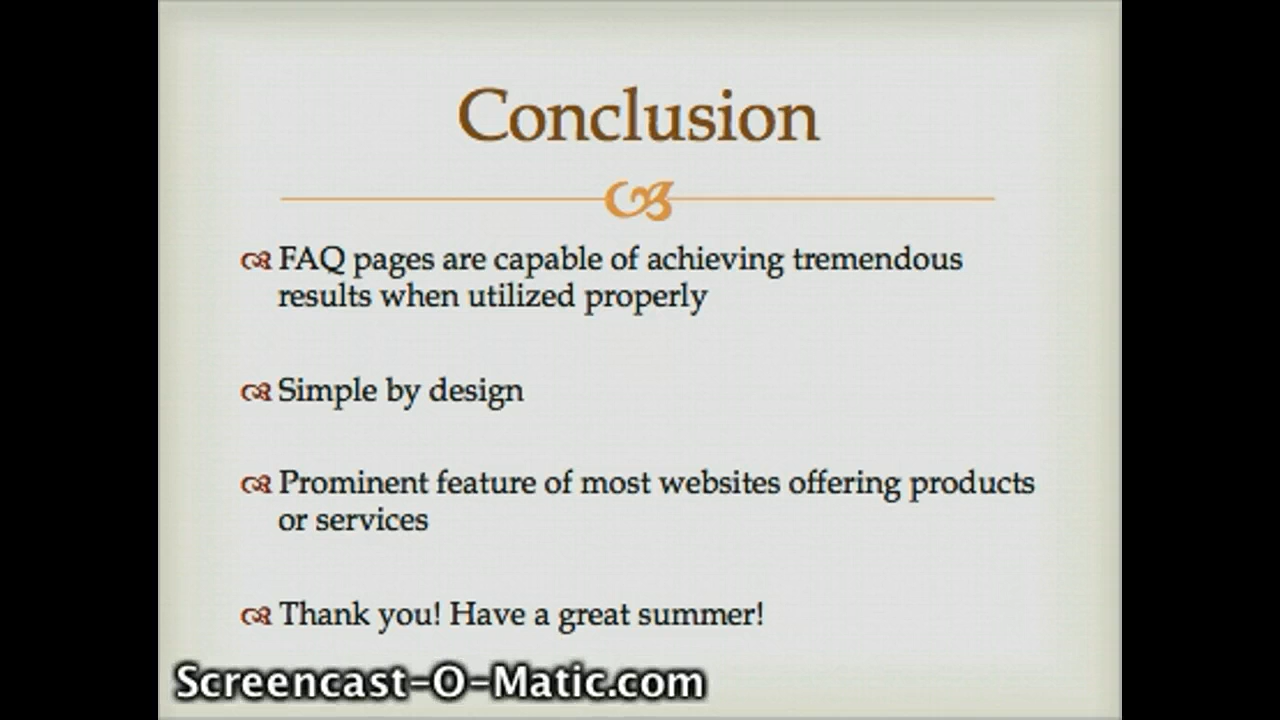 Conclusion
FAQ pages are capable of achieving tremendous
results when utilized properly
Simple by design
Prominent feature of most websites offering products
or services
Thank you! Have a great summer!
Screencast-O-Matic.com